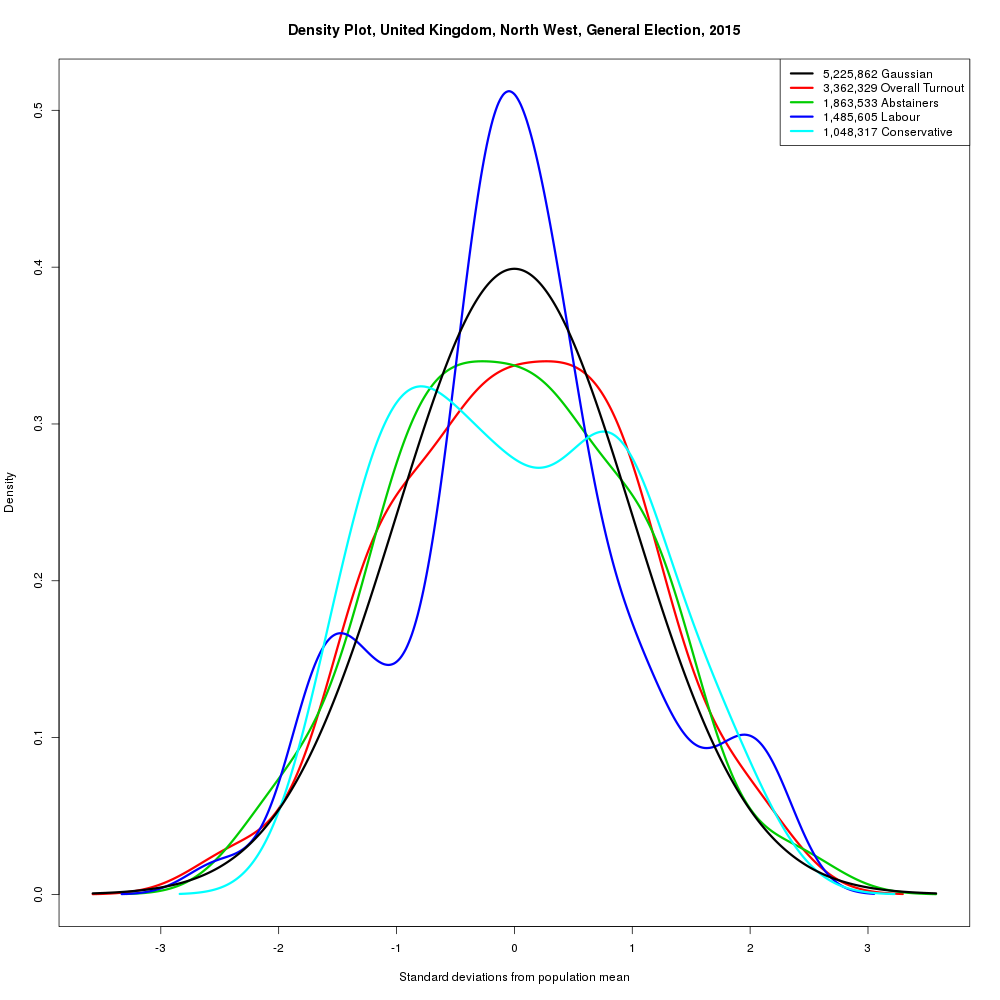 Density Plot, United Kingdom, North West, General Election, 2015
5,225,862 Gaussian
3,362,329 Overall Turnout
1,863,533 Abstainers
1,485,605 Labour
1,048,317 Conservative
Density
0.5
0.4
0.3
0.2
0.1
0.0
-3 -2 -1 0 1 2 3
Standard deviations from population mean